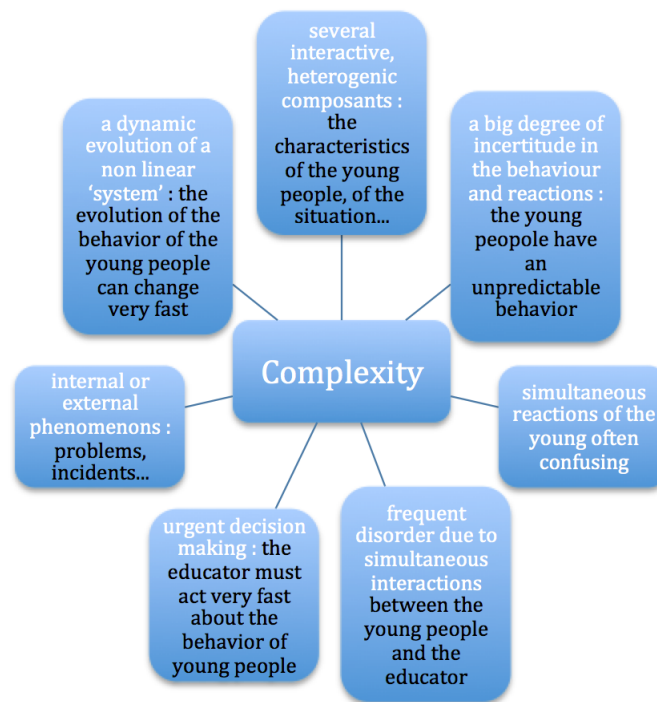 several
interactive,
heterogenic
composants :
the
characteristics
of the young
people, of the
situation...
a dynamic
evolution of a
non linear
‘system’ : the
evolution of the
behavior of the
young people
can change
very fast
a big degree of
incertitude in
the behaviour
and reactions :
the young
peopole have
an
unpredictable
behavior
Complexity
internal or
external
phenomenons :
problems,
incidents...
simultaneous
reactions of the
young often
confusing
urgent decision
making : the
educator must
act very fast
about the
behavior of
young people
frequent
disorder due to
simultaneous
interactions
between the
young people
and the
educator